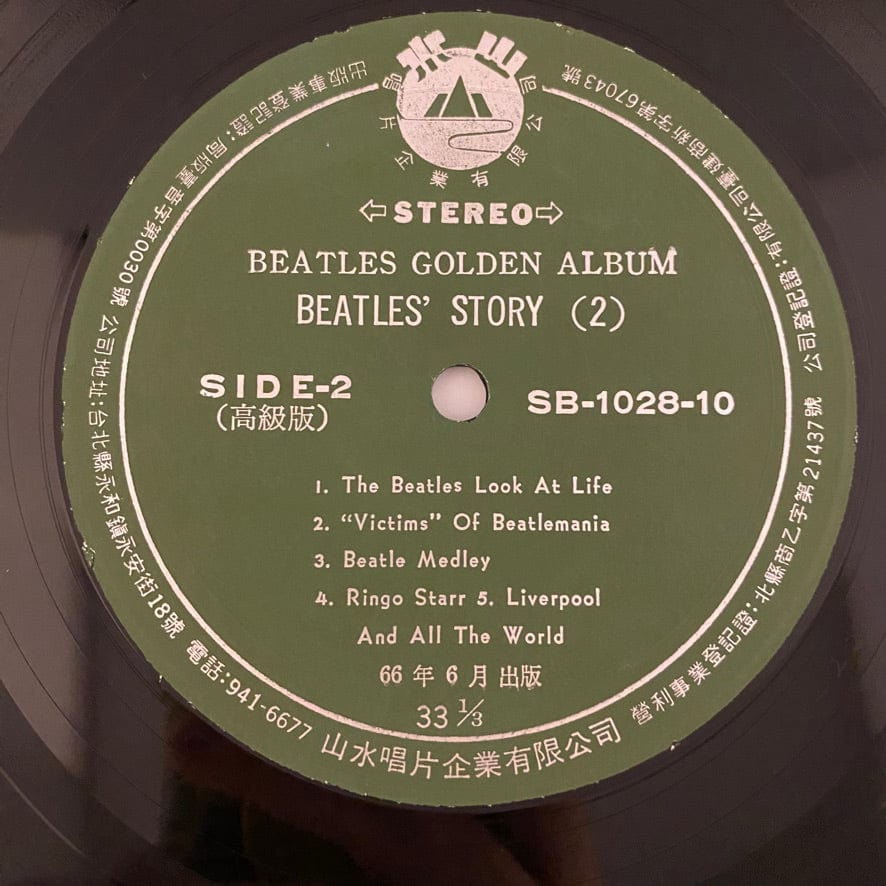 山水
唱片企業有限公司
STEREO
BEATLES GOLDEN ALBUM
BEATLES' STORY (2)
SIDE-2
(高級版)
SB-1028-10
1. The Beatles Look At Life
2. "Victims" Of Beatlemania
3. Beatle Medley
4. Ringo Starr 5. Liverpool
And All The World
66年6月出版
33 1/3
出版事業登記證:局版臺音字第0030號 公司地址:台北縣永和鎮永安街18號 電話:941-6677 山水唱片企業有限公司 營利事業登記證:北縣商乙字第21437號 公司登記證:有限公司臺建商新字第67043號